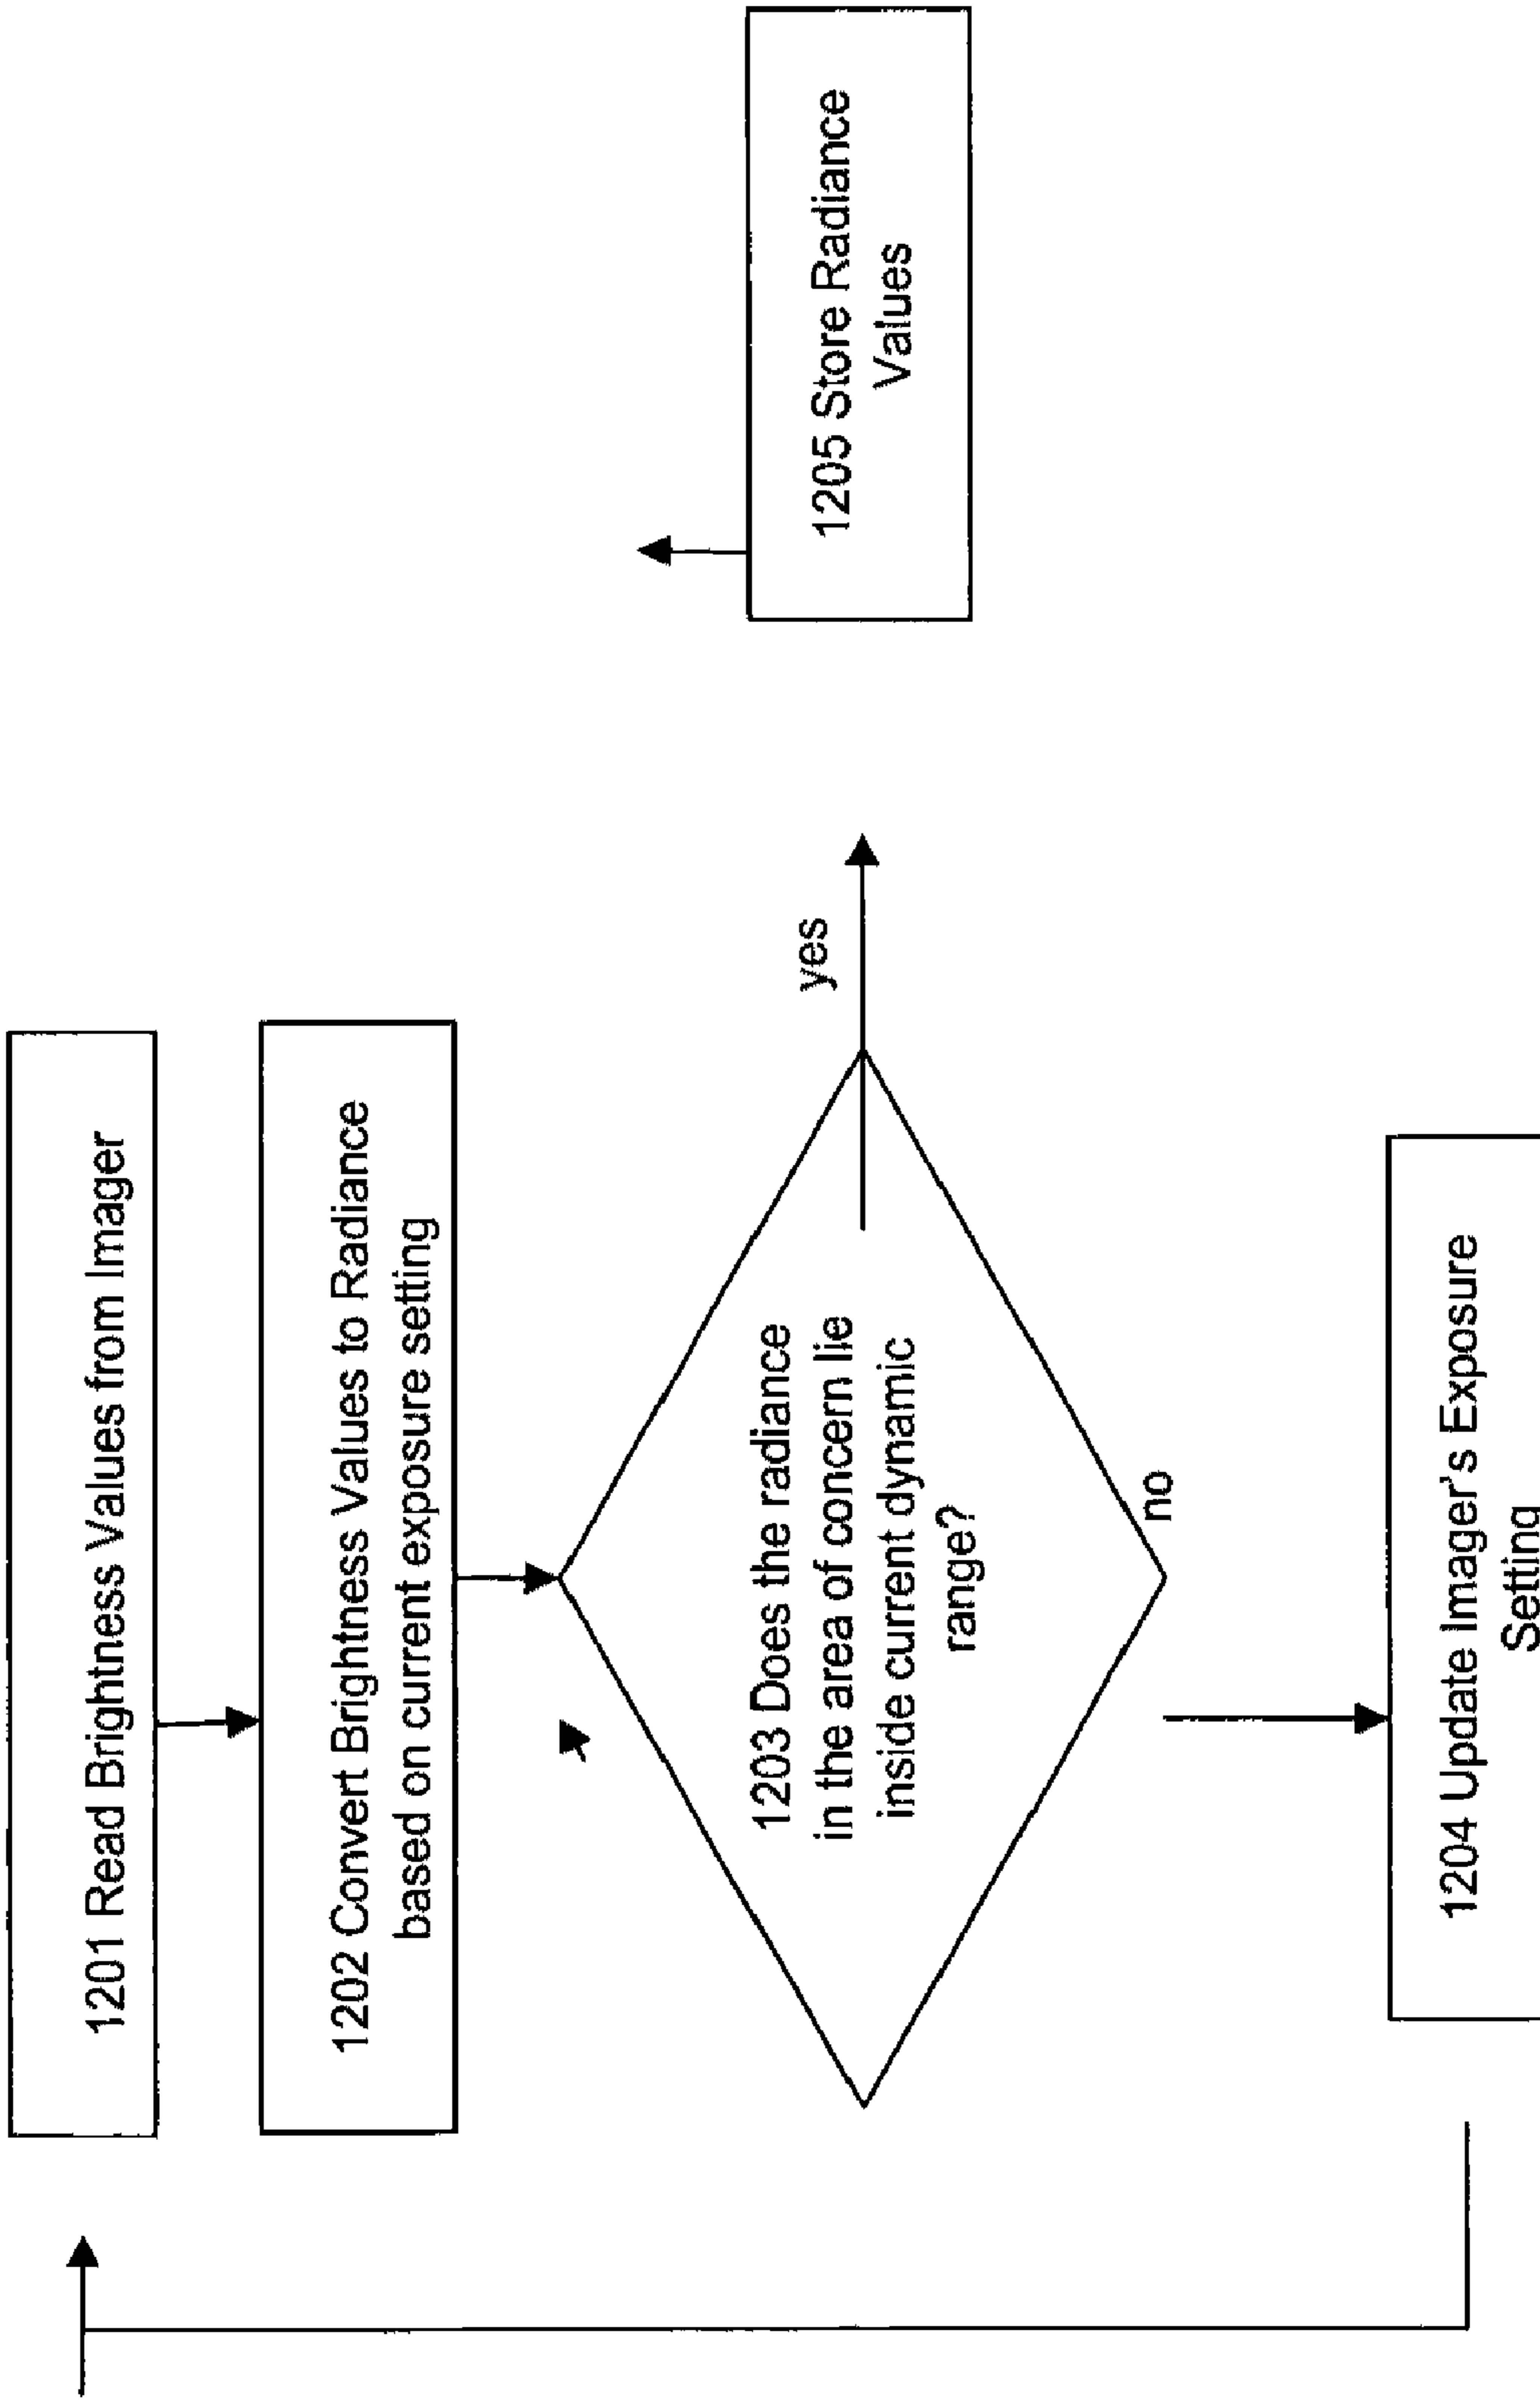 1201 Read Brightness Values from Imager
1202 Convert Brightness Values to Radiance
based on current exposure setting
1203 Does the radiance
in the area of concern lie
inside current dynamic
range?
yes
1205 Store Radiance
Values
no
1204 Update Imager's Exposure
Setting